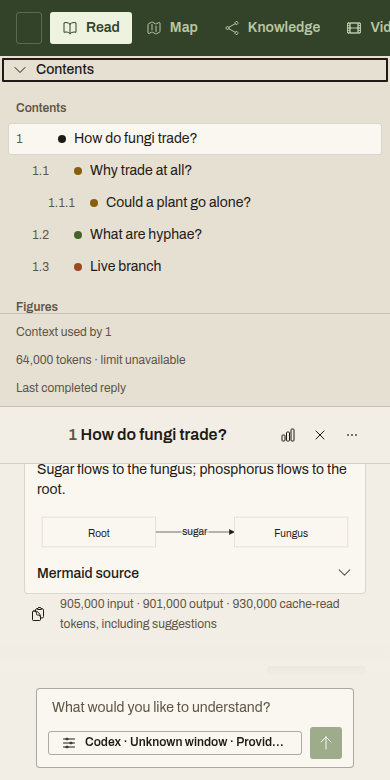 Read Map Knowledge
Contents
Contents
1 How do fungi trade?
1.1 Why trade at all?
1.1.1 Could a plant go alone?
1.2 What are hyphae?
1.3 Live branch
Figures
Context used by 1
64,000 tokens · limit unavailable
Last completed reply
1 How do fungi trade?
Sugar flows to the fungus; phosphorus flows to the
root.
Root sugar Fungus
Mermaid source
905,000 input · 901,000 output · 930,000 cache-read
tokens, including suggestions
What would you like to understand?
Codex · Unknown window · Provid...